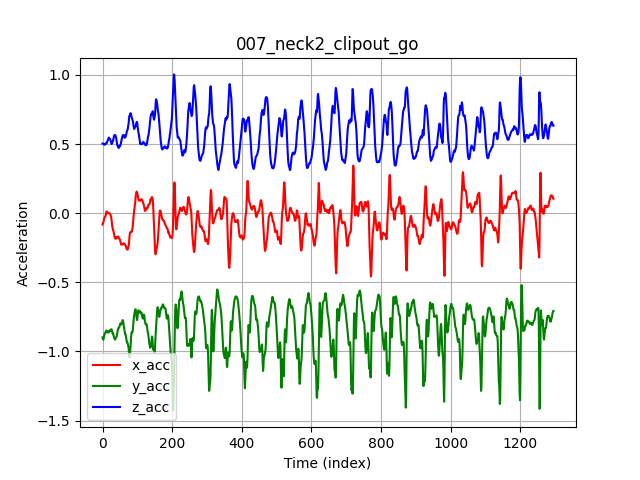 007_neck2_clipout_go
1.0
0.5
0.0
−0.5
−1.0
−1.5
Acceleration
x_acc
y_acc
z_acc
0 200 400 600 800 1000 1200
Time (index)